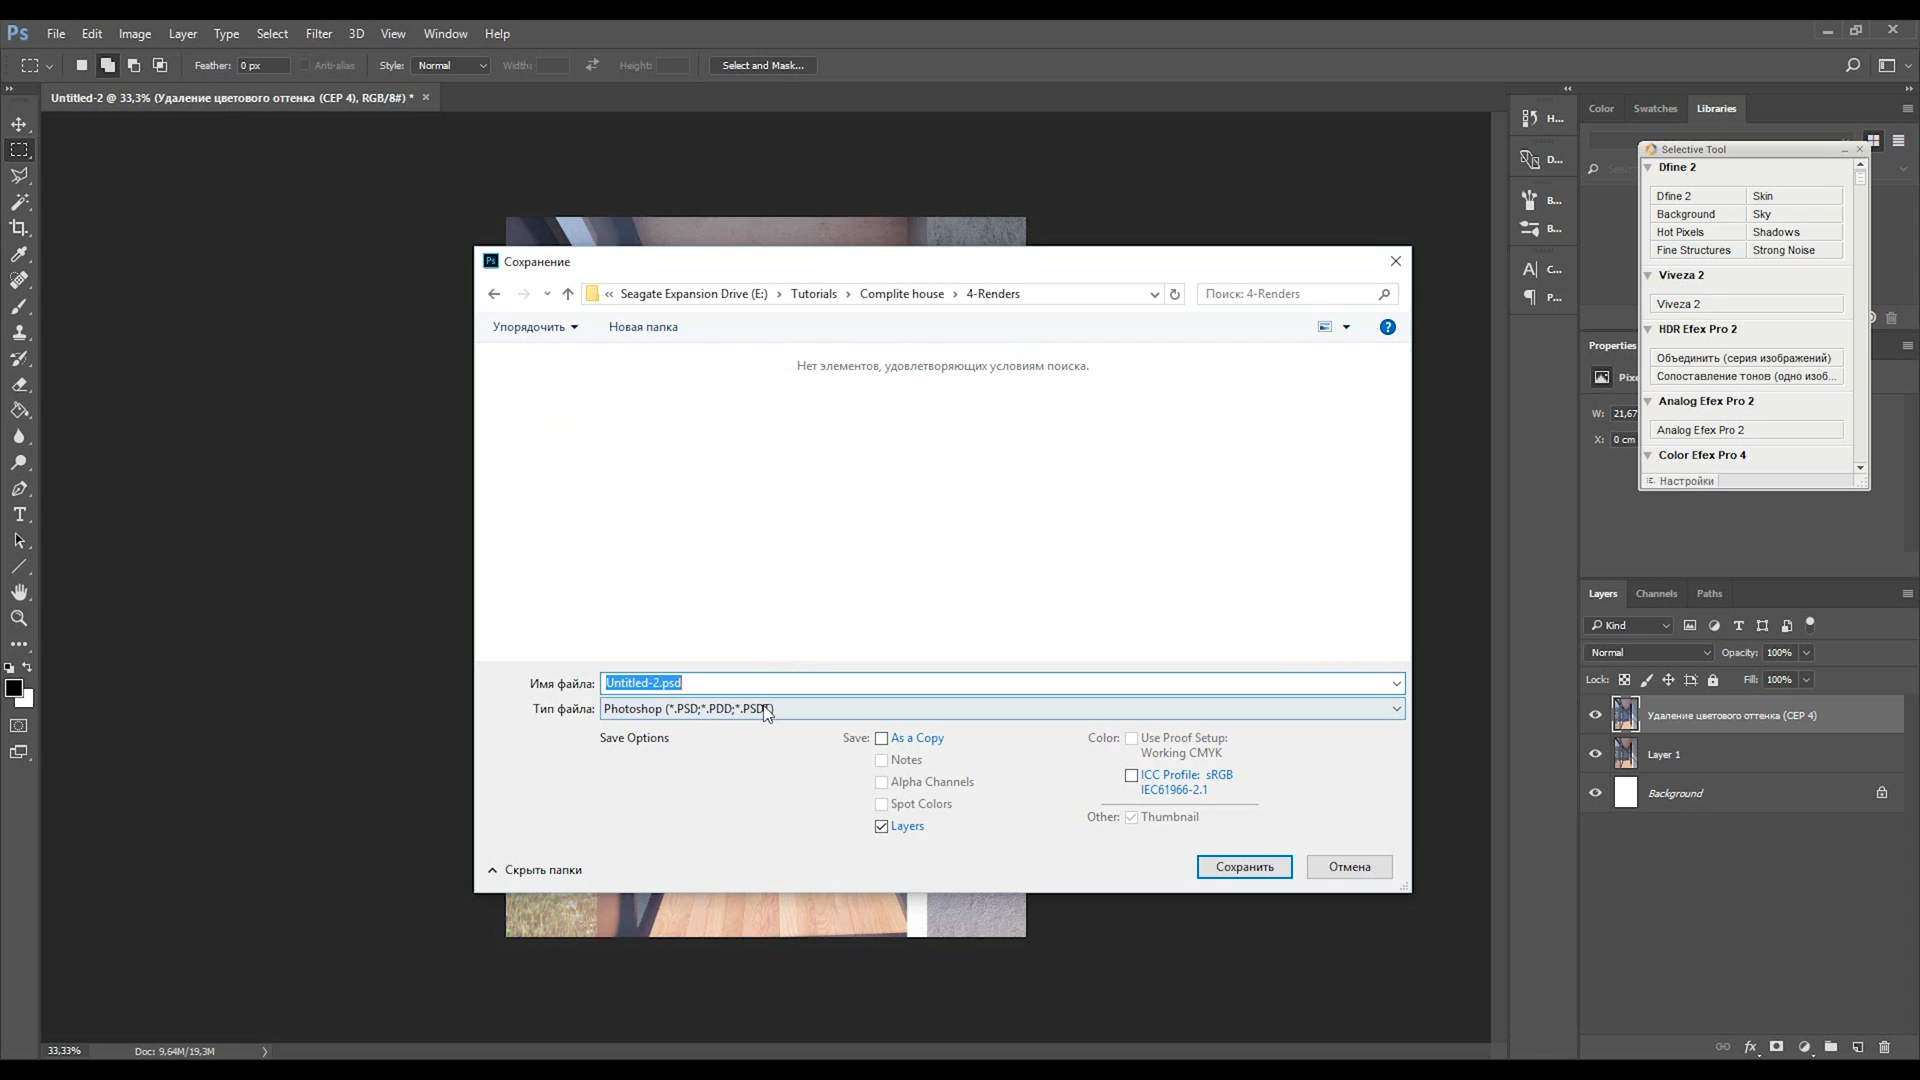 Ps File Edit Image Layer Type Select Filter 3D View Window Help
Feather: 0 px Anti-alias Style: Normal Width: Height: Select and Mask...
Untitled-2 @ 33,3% (Удаление цветового оттенка (CEP 4), RGB/8#) *
Color Swatches Libraries
H...
D...
B...
B...
C...
P...
Selective Tool
Dfine 2
Dfine 2 Skin
Background Sky
Hot Pixels Shadows
Fine Structures Strong Noise
Viveza 2
Viveza 2
HDR Efex Pro 2
Объединить (серия изображений)
Сопоставление тонов (одно изоб...
Analog Efex Pro 2
Analog Efex Pro 2
Color Efex Pro 4
Настройки
Properties
W: 21,67
X: 0 cm
Ps Сохранение
« Seagate Expansion Drive (E:) › Tutorials › Complite house › 4-Renders
Поиск: 4-Renders
Упорядочить Новая папка
Нет элементов, удовлетворяющих условиям поиска.
Имя файла: Untitled-2.psd
Тип файла: Photoshop (*.PSD;*.PDD;*.PSDT)
Save Options
Save: As a Copy
Notes
Alpha Channels
Spot Colors
Layers
Color: Use Proof Setup:
Working CMYK
ICC Profile: sRGB
IEC61966-2.1
Other: Thumbnail
Скрыть папки
Сохранить Отмена
Layers Channels Paths
Kind
Normal Opacity: 100%
Lock: Fill: 100%
Удаление цветового оттенка (CEP 4)
Layer 1
Background
fx
33,33% Doc: 9,64M/19,3M